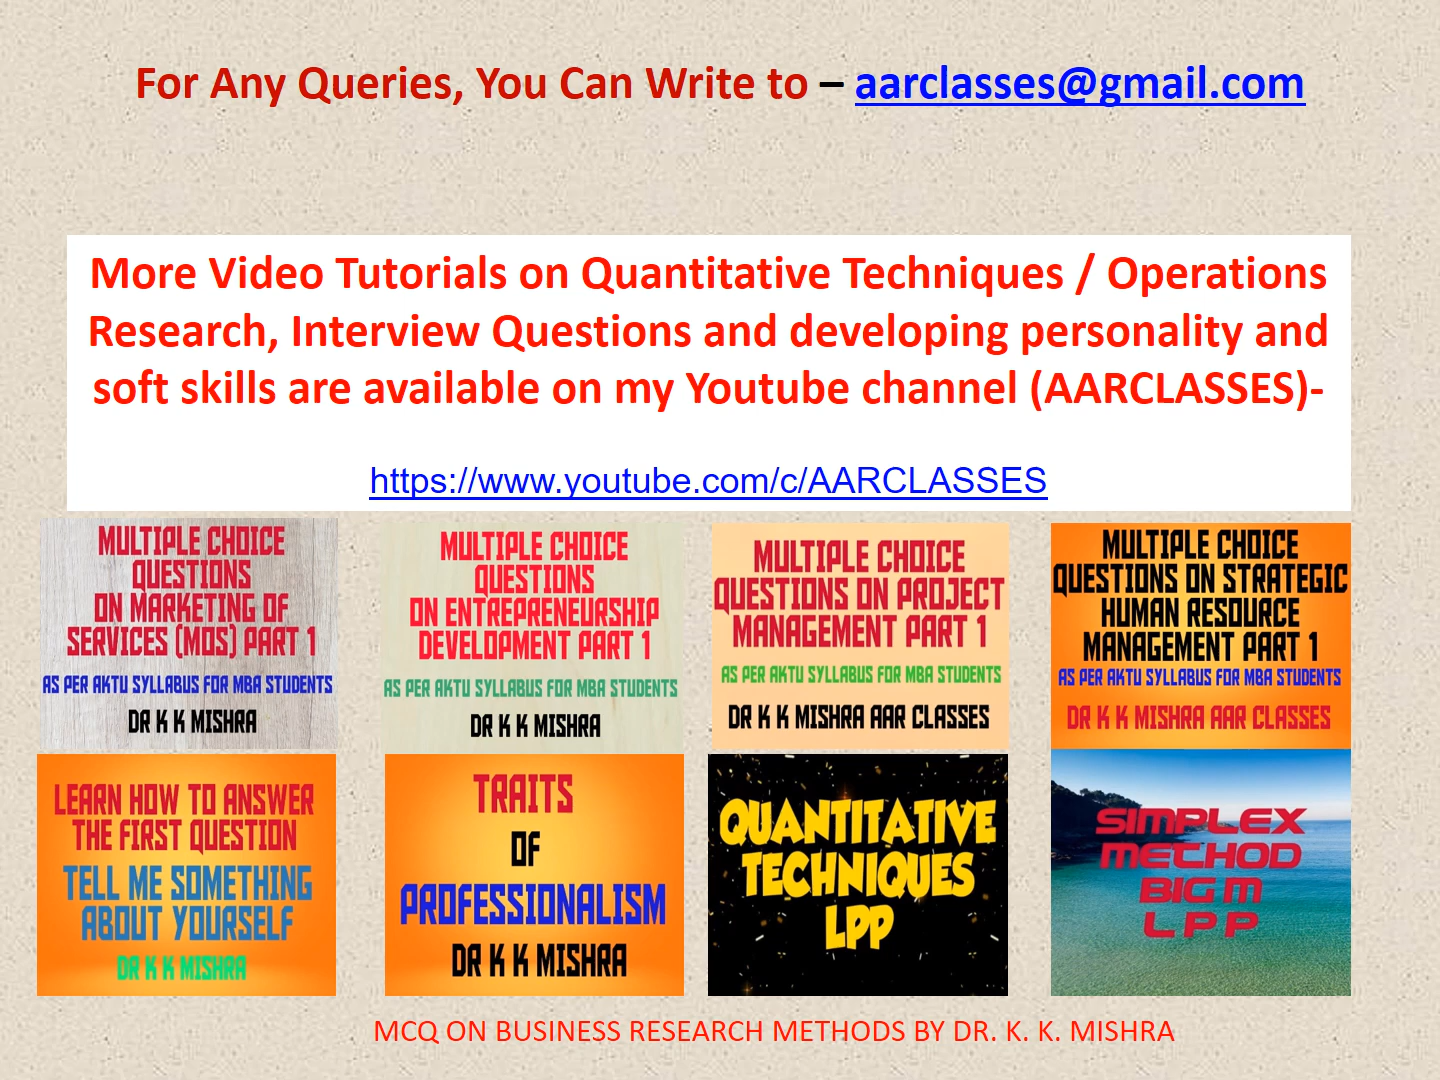 For Any Queries, You Can Write to – aarclasses@gmail.com
More Video Tutorials on Quantitative Techniques / Operations
Research, Interview Questions and developing personality and
soft skills are available on my Youtube channel (AARCLASSES)-
https://www.youtube.com/c/AARCLASSES
MULTIPLE CHOICE
QUESTIONS
ON MARKETING OF
SERVICES (MOS) PART 1
AS PER AKTU SYLLABUS FOR MBA STUDENTS
DR K K MISHRA
MULTIPLE CHOICE
QUESTIONS
ON ENTREPRENEURSHIP
DEVELOPMENT PART 1
AS PER AKTU SYLLABUS FOR MBA STUDENTS
DR K K MISHRA
MULTIPLE CHOICE
QUESTIONS ON PROJECT
MANAGEMENT PART 1
AS PER AKTU SYLLABUS FOR MBA STUDENTS
DR K K MISHRA AAR CLASSES
MULTIPLE CHOICE
QUESTIONS ON STRATEGIC
HUMAN RESOURCE
MANAGEMENT PART 1
AS PER AKTU SYLLABUS FOR MBA STUDENTS
DR K K MISHRA AAR CLASSES
LEARN HOW TO ANSWER
THE FIRST QUESTION
TELL ME SOMETHING
ABOUT YOURSELF
DR K K MISHRA
TRAITS
OF
PROFESSIONALISM
DR K K MISHRA
QUANTITATIVE
TECHNIQUES
LPP
SIMPLEX
METHOD
BIG M
L P P
MCQ ON BUSINESS RESEARCH METHODS BY DR. K. K. MISHRA